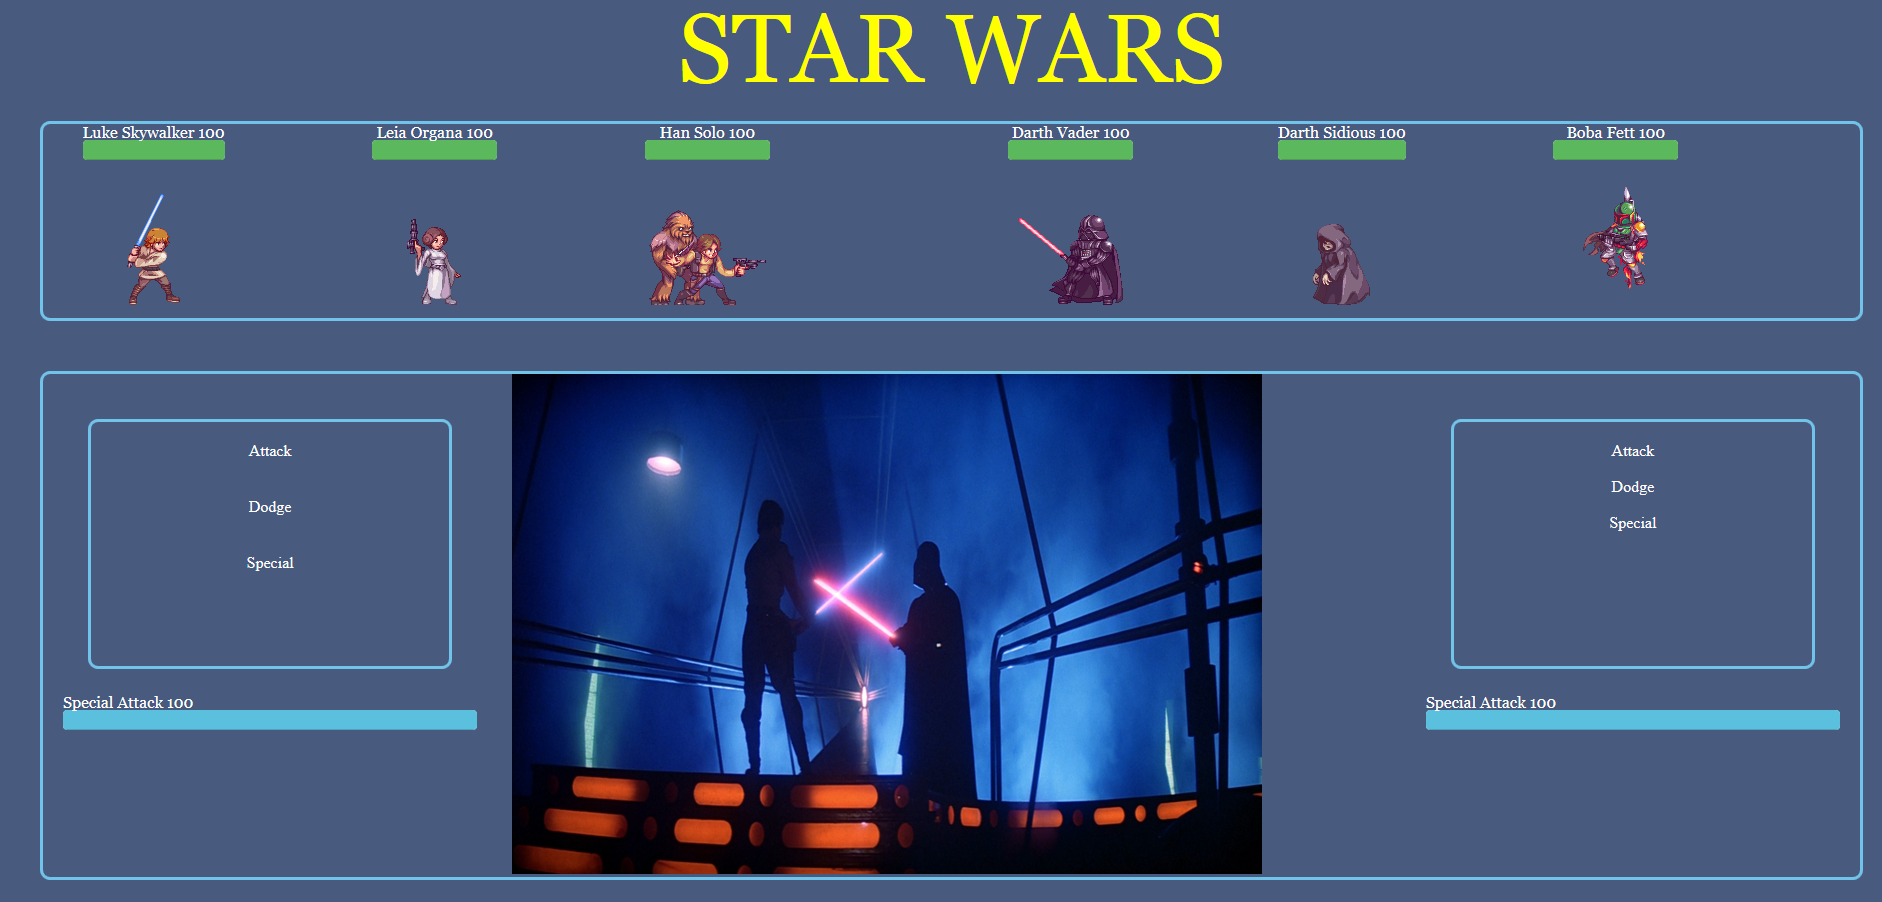 STAR WARS
Luke Skywalker 100
Leia Organa 100
Han Solo 100
Darth Vader 100
Darth Sidious 100
Boba Fett 100
Attack
Dodge
Special
Special Attack 100
Attack
Dodge
Special
Special Attack 100